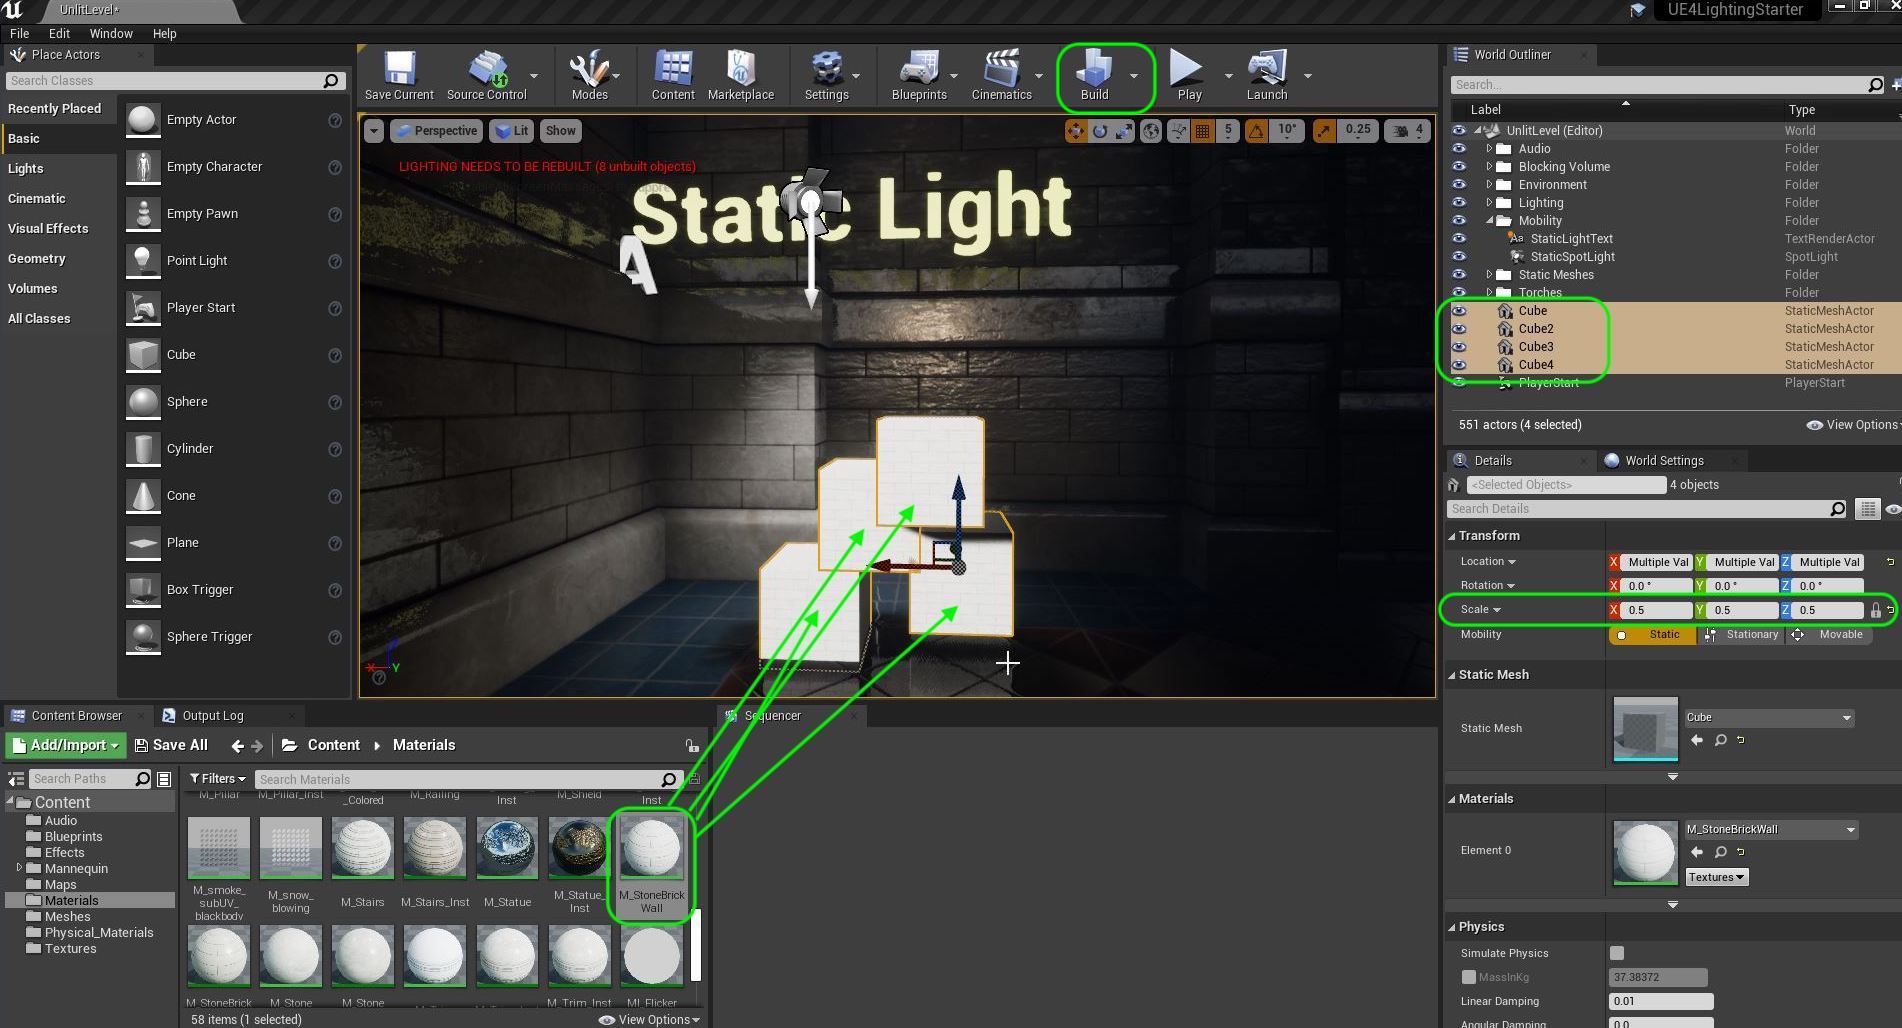 UnlitLevel*
UE4LightingStarter
File Edit Window Help
Place Actors
Search Classes
Recently Placed
Basic
Lights
Cinematic
Visual Effects
Geometry
Volumes
All Classes
Empty Actor
Empty Character
Empty Pawn
Point Light
Player Start
Cube
Sphere
Cylinder
Cone
Plane
Box Trigger
Sphere Trigger
Save Current Source Control Modes Content Marketplace Settings Blueprints Cinematics Build Play Launch
Perspective Lit Show 5 10° 0.25 4
LIGHTING NEEDS TO BE REBUILT (8 unbuilt objects)
Static Light
A
X Y
World Outliner
Search...
Label Type
UnlitLevel (Editor) World
Audio Folder
Blocking Volume Folder
Environment Folder
Lighting Folder
Mobility Folder
Aa StaticLightText TextRenderActor
StaticSpotLight SpotLight
Static Meshes Folder
Torches Folder
Cube StaticMeshActor
Cube2 StaticMeshActor
Cube3 StaticMeshActor
Cube4 StaticMeshActor
PlayerStart PlayerStart
551 actors (4 selected) View Options
Details World Settings
<Selected Objects> 4 objects
Search Details
Transform
Location X Multiple Val Y Multiple Val Z Multiple Val
Rotation X 0.0 ° Y 0.0 ° Z 0.0 °
Scale X 0.5 Y 0.5 Z 0.5
Mobility Static Stationary Movable
Static Mesh
Static Mesh Cube
Materials
Element 0 M_StoneBrickWall
Textures
Physics
Simulate Physics
MassInKg 37.38372
Linear Damping 0.01
Angular Damping 0.0
Content Browser Output Log
Add/Import Save All Content Materials
Search Paths
Content
Audio
Blueprints
Effects
Mannequin
Maps
Materials
Meshes
Physical_Materials
Textures
Filters Search Materials
M_Pillar M_Pillar_Inst _Colored M_Railing Inst M_Shield Inst
M_smoke_
subUV_
blackbody
M_snow_
blowing
M_Stairs
M_Stairs_Inst
M_Statue
M_Statue_
Inst
M_StoneBrick
Wall
M_StoneBrick M_Stone M_Stone M_Trim_Inst MI_Flicker
58 items (1 selected) View Options
Sequencer